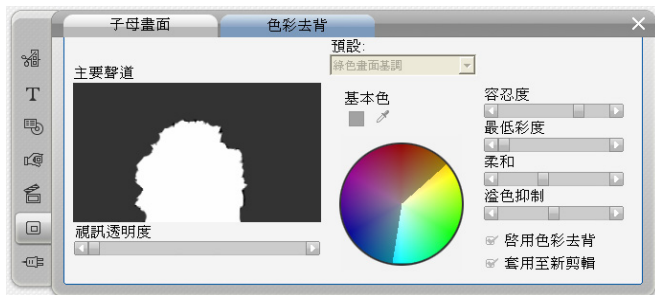 子母畫面
色彩去背
預設:
綠色畫面基調
主要聲道
T
基本色
容忍度
最低彩度
柔和
溢色抑制
視訊透明度
啓用色彩去背
套用至新剪輯